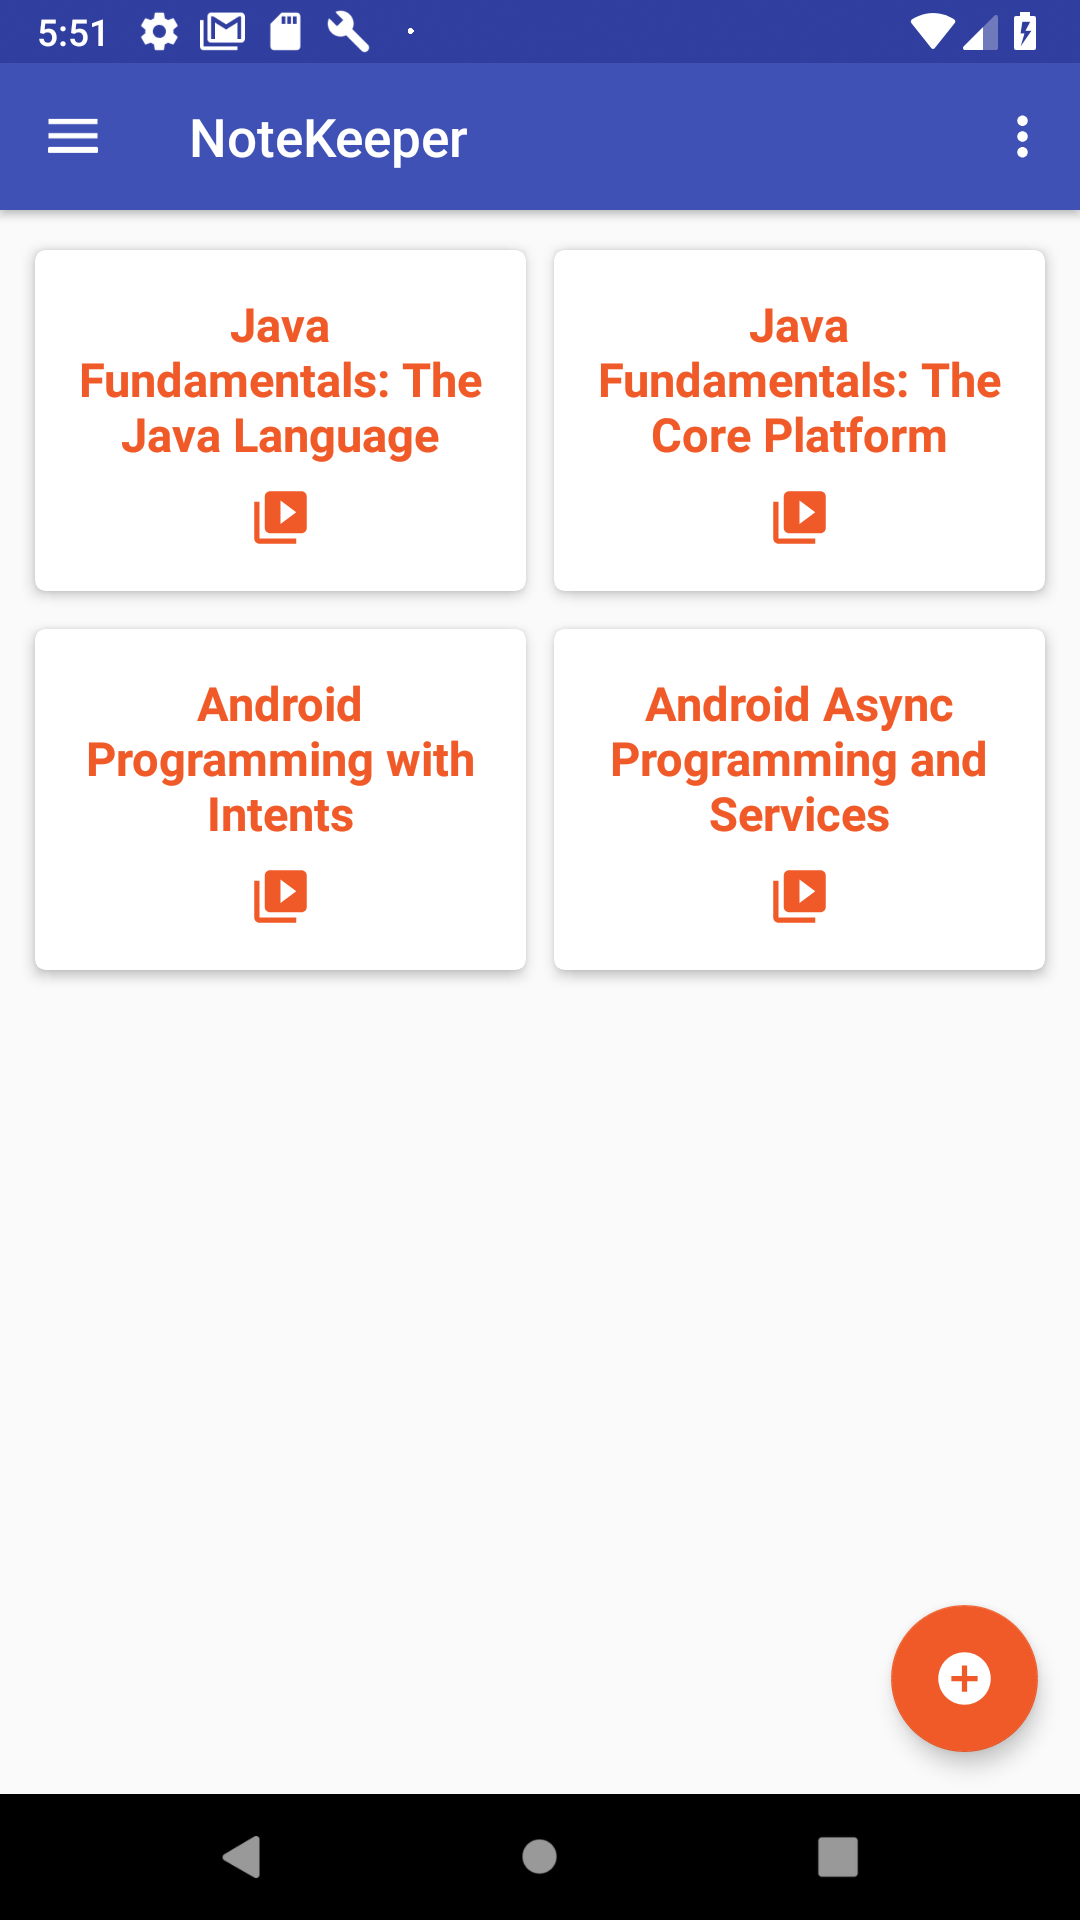 5:51
NoteKeeper
Java
Fundamentals: The
Java Language
Java
Fundamentals: The
Core Platform
Android
Programming with
Intents
Android Async
Programming and
Services